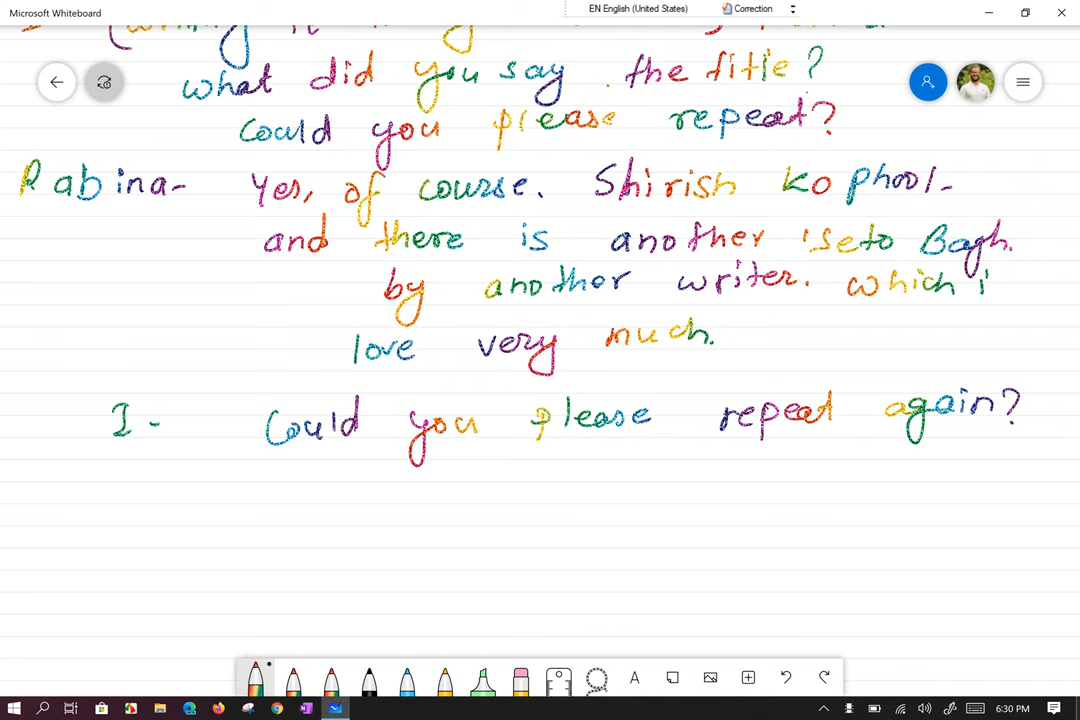 Microsoft Whiteboard
EN English (United States)
Correction
what did you say . the title?
Could you please repeat?
Rabina- Yes, of course. Shirish Ko phool-
and there is another 'seto Bagh.
by another writer. which i
love very much.
I- Could you please repeat again?
A
6:30 PM